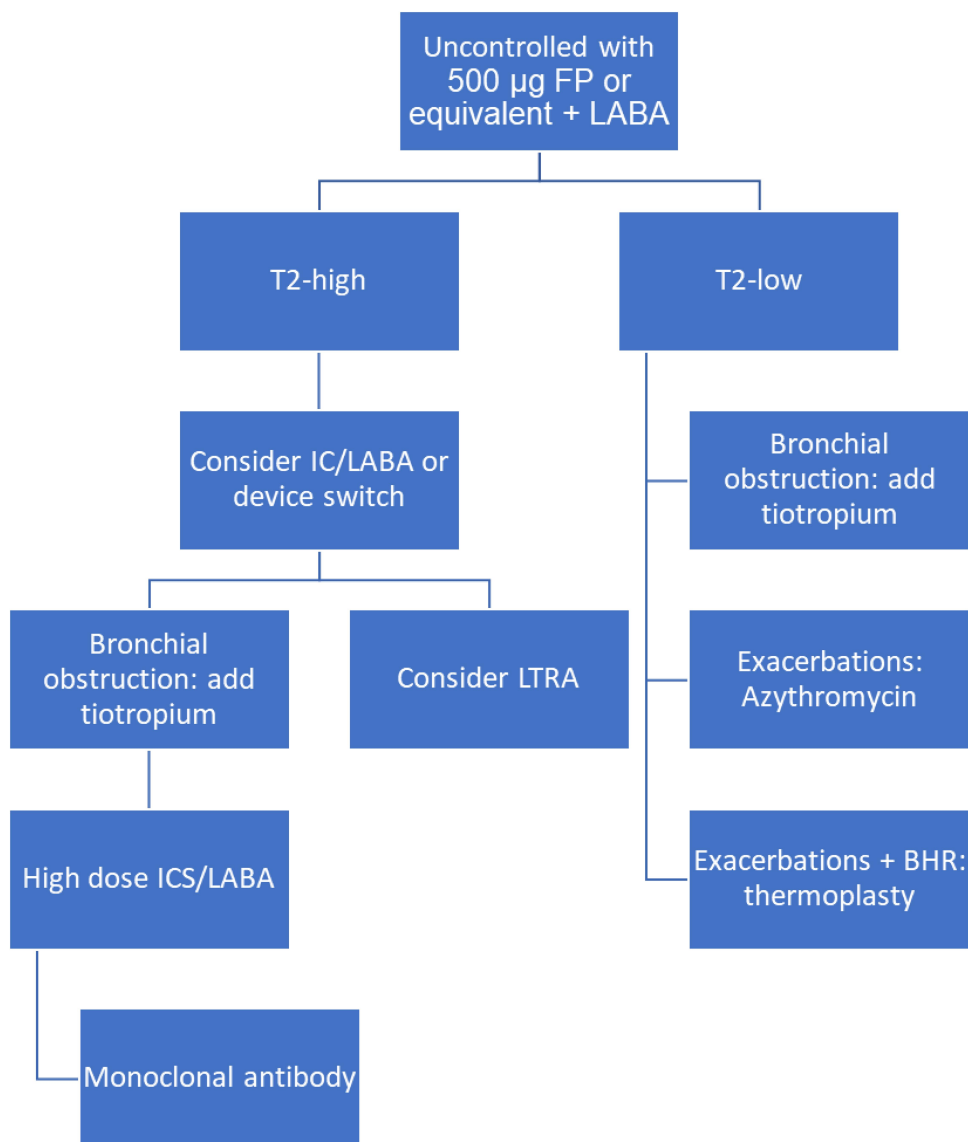 Uncontrolled with
500 µg FP or
equivalent + LABA
T2-high
T2-low
Consider IC/LABA or
device switch
Bronchial
obstruction: add
tiotropium
Bronchial
obstruction: add
tiotropium
Consider LTRA
Exacerbations:
Azythromycin
High dose ICS/LABA
Exacerbations + BHR:
thermoplasty
Monoclonal antibody